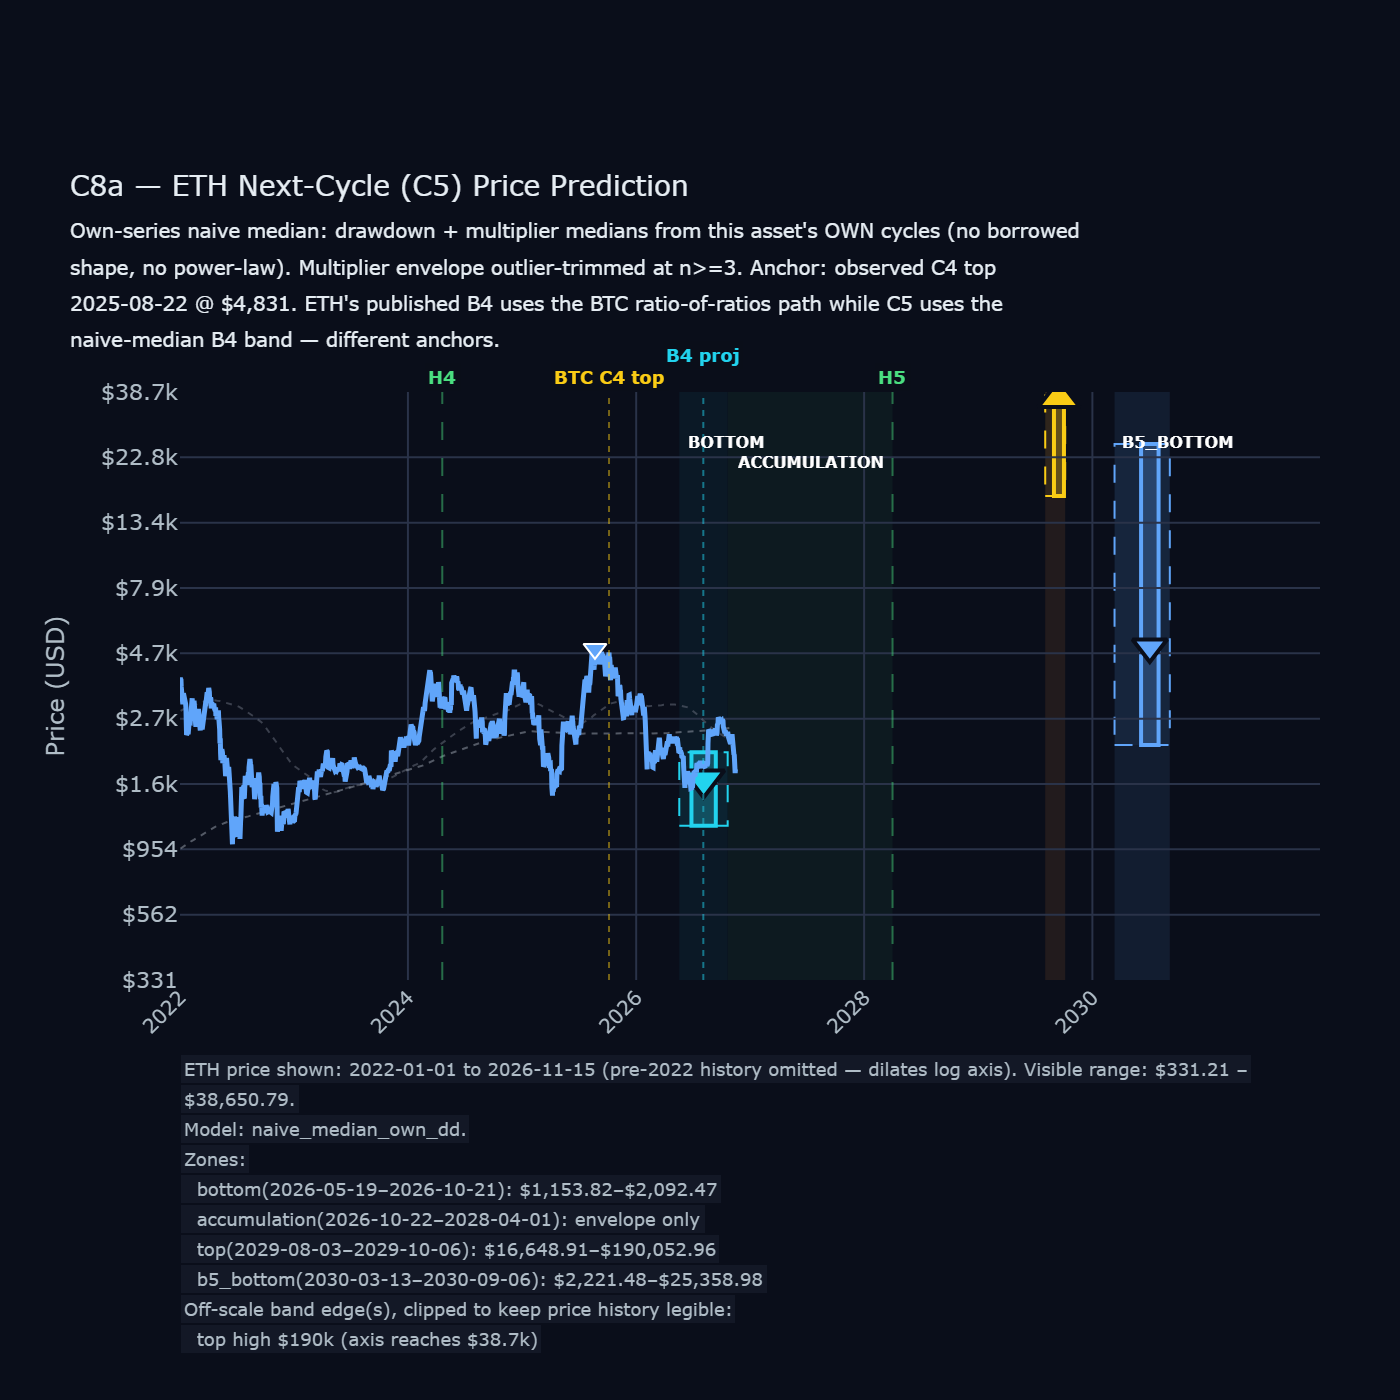 C8a — ETH Next-Cycle (C5) Price Prediction
Own-series naive median: drawdown + multiplier medians from this asset's OWN cycles (no borrowed
shape, no power-law). Multiplier envelope outlier-trimmed at n>=3. Anchor: observed C4 top
2025-08-22 @ $4,831. ETH's published B4 uses the BTC ratio-of-ratios path while C5 uses the
naive-median B4 band — different anchors.
B4 proj
H4
BTC C4 top
H5
$38.7k
$22.8k
$13.4k
$7.9k
$4.7k
$2.7k
$1.6k
$954
$562
$331
Price (USD)
BOTTOM
ACCUMULATION
B5_BOTTOM
2022
2024
2026
2028
2030
ETH price shown: 2022-01-01 to 2026-11-15 (pre-2022 history omitted — dilates log axis). Visible range: $331.21 –
$38,650.79.
Model: naive_median_own_dd.
Zones:
bottom(2026-05-19–2026-10-21): $1,153.82–$2,092.47
accumulation(2026-10-22–2028-04-01): envelope only
top(2029-08-03–2029-10-06): $16,648.91–$190,052.96
b5_bottom(2030-03-13–2030-09-06): $2,221.48–$25,358.98
Off-scale band edge(s), clipped to keep price history legible:
top high $190k (axis reaches $38.7k)